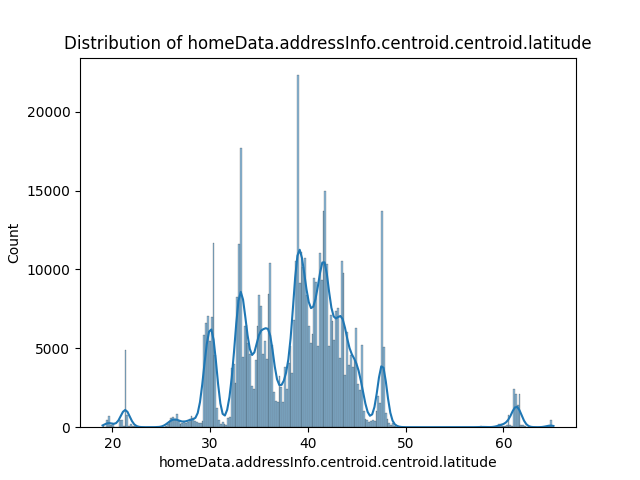 Distribution of homeData.addressInfo.centroid.centroid.latitude
Count
20000
15000
10000
5000
0
20 30 40 50 60
homeData.addressInfo.centroid.centroid.latitude